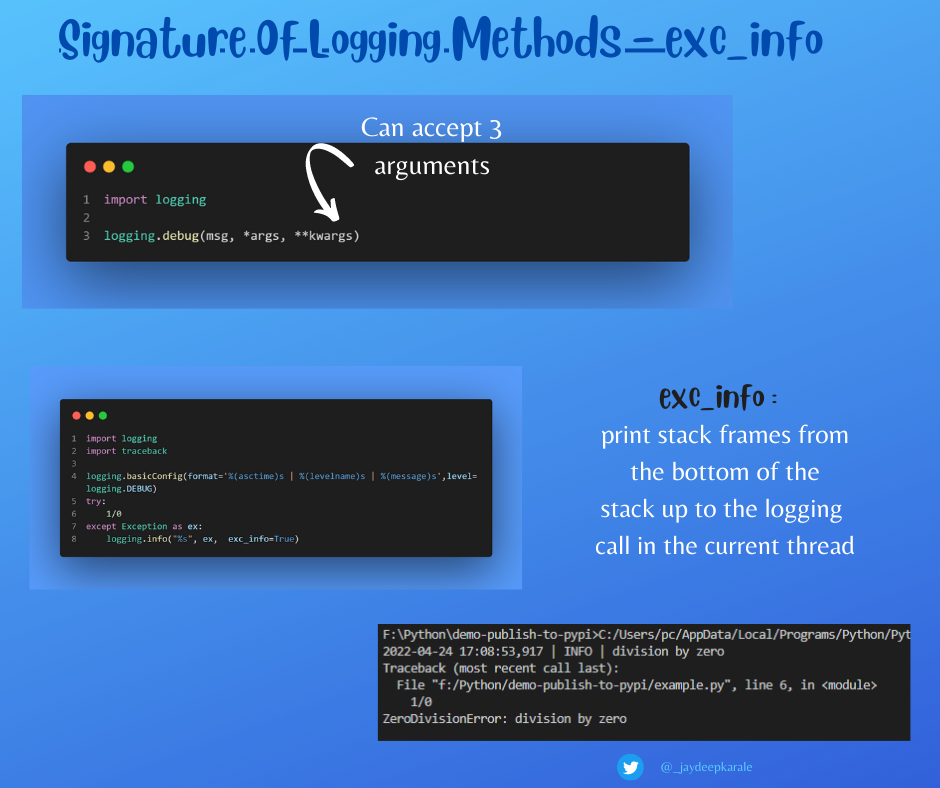 Signature Of Logging Methods - exc_info
Can accept 3
arguments
1 import logging
2
3 logging.debug(msg, *args, **kwargs)
1 import logging
2 import traceback
3
4 logging.basicConfig(format='%(asctime)s | %(levelname)s | %(message)s',level=
logging.DEBUG)
5 try:
6     1/0
7 except Exception as ex:
8     logging.info("%s", ex,  exc_info=True)
exc_info :
print stack frames from
the bottom of the
stack up to the logging
call in the current thread
F:\Python\demo-publish-to-pypi>C:/Users/pc/AppData/Local/Programs/Python/Pyt
2022-04-24 17:08:53,917 | INFO | division by zero
Traceback (most recent call last):
  File "f:/Python/demo-publish-to-pypi/example.py", line 6, in <module>
    1/0
ZeroDivisionError: division by zero
@_jaydeepkarale